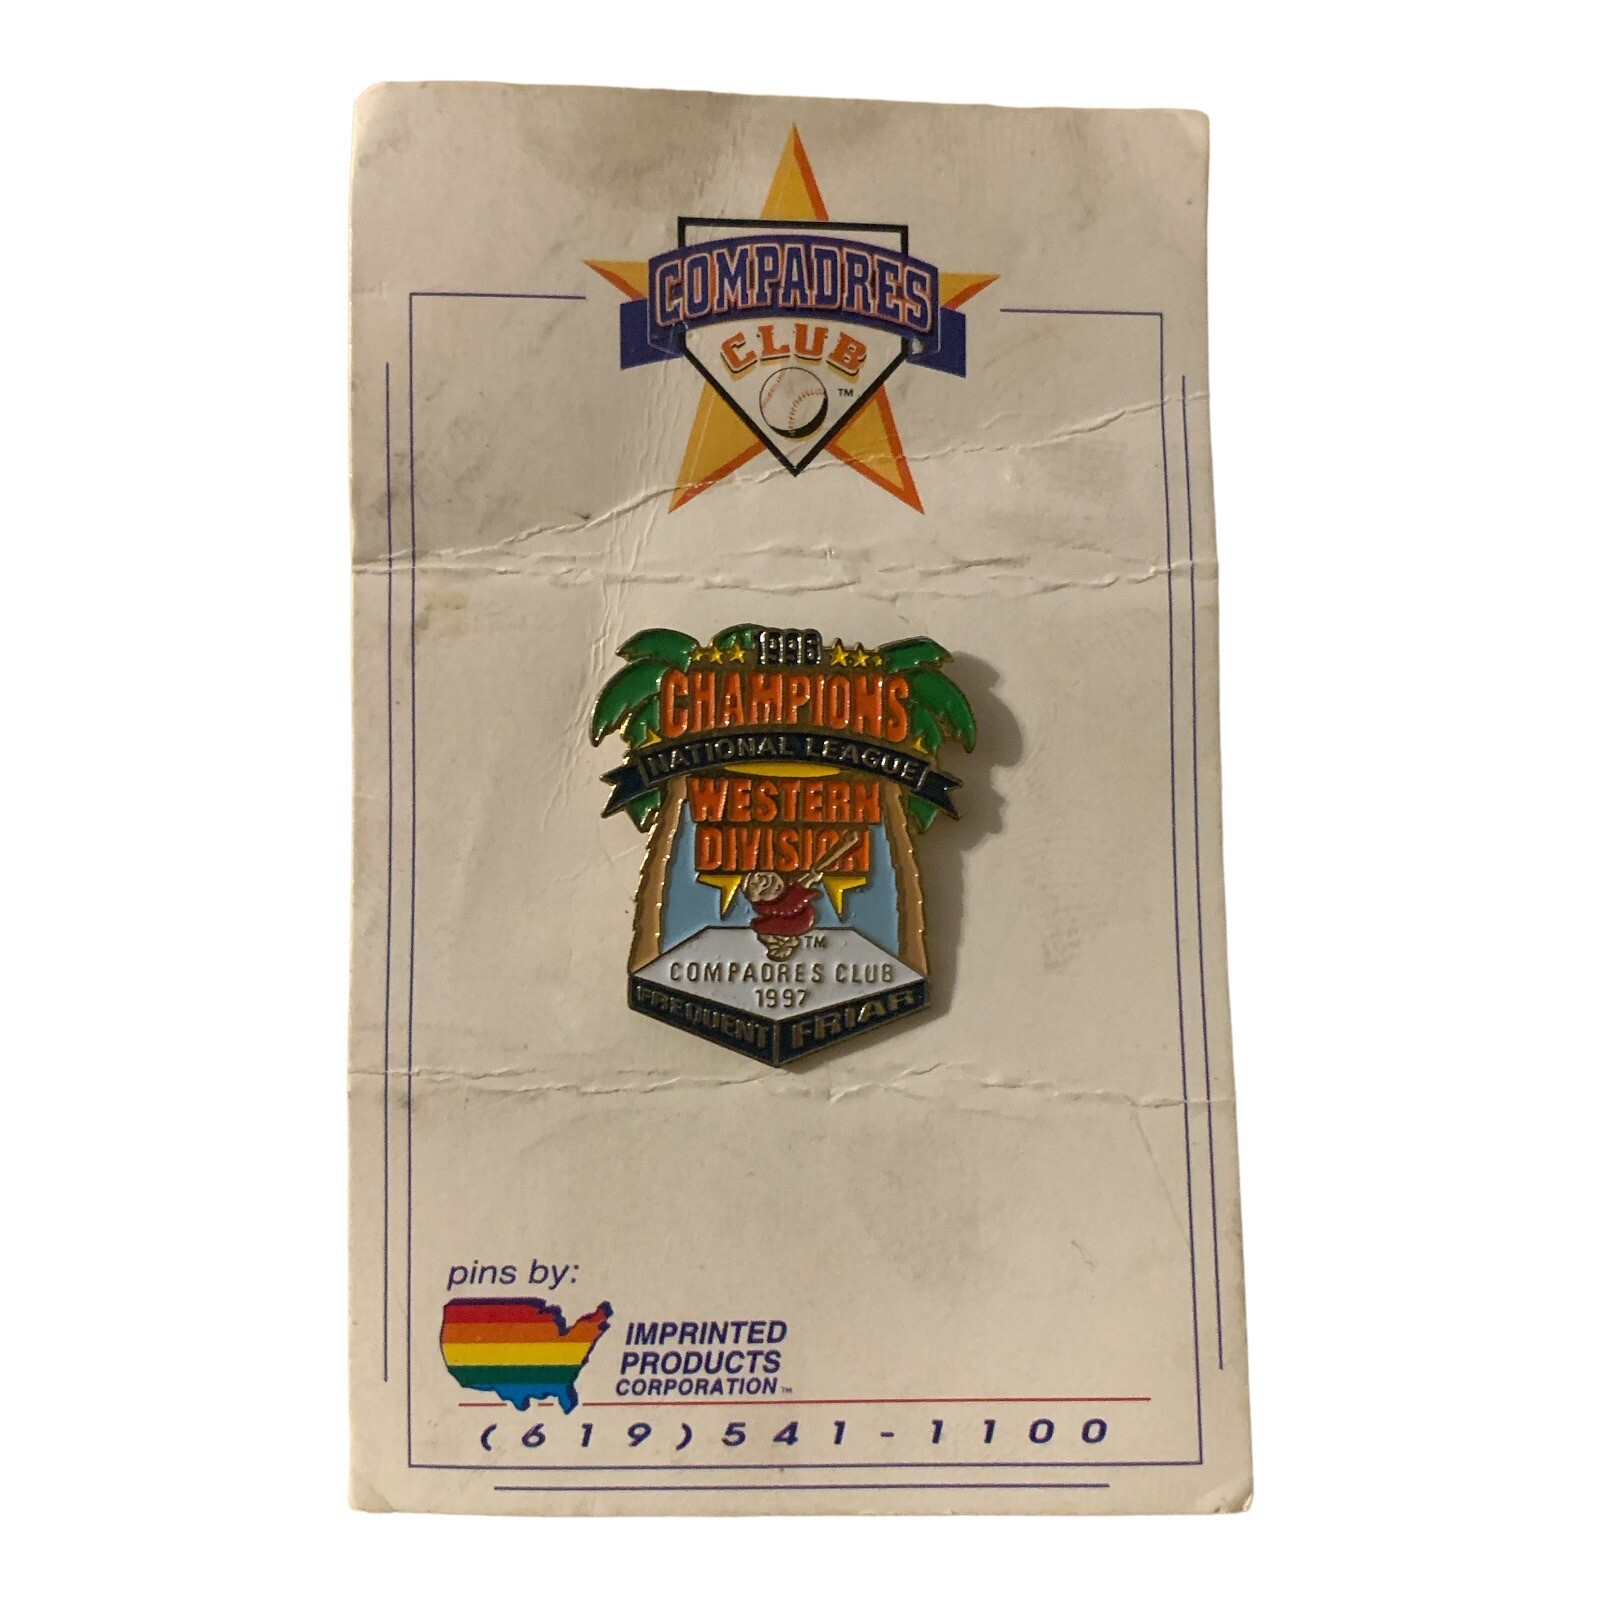 COMPADRES
CLUB
TM
1996
CHAMPIONS
NATIONAL LEAGUE
WESTERN
DIVISION
TM
COMPADRES CLUB
1997
FREQUENT FRIAR
pins by:
IMPRINTED
PRODUCTS
CORPORATION TM
(619)541-1100